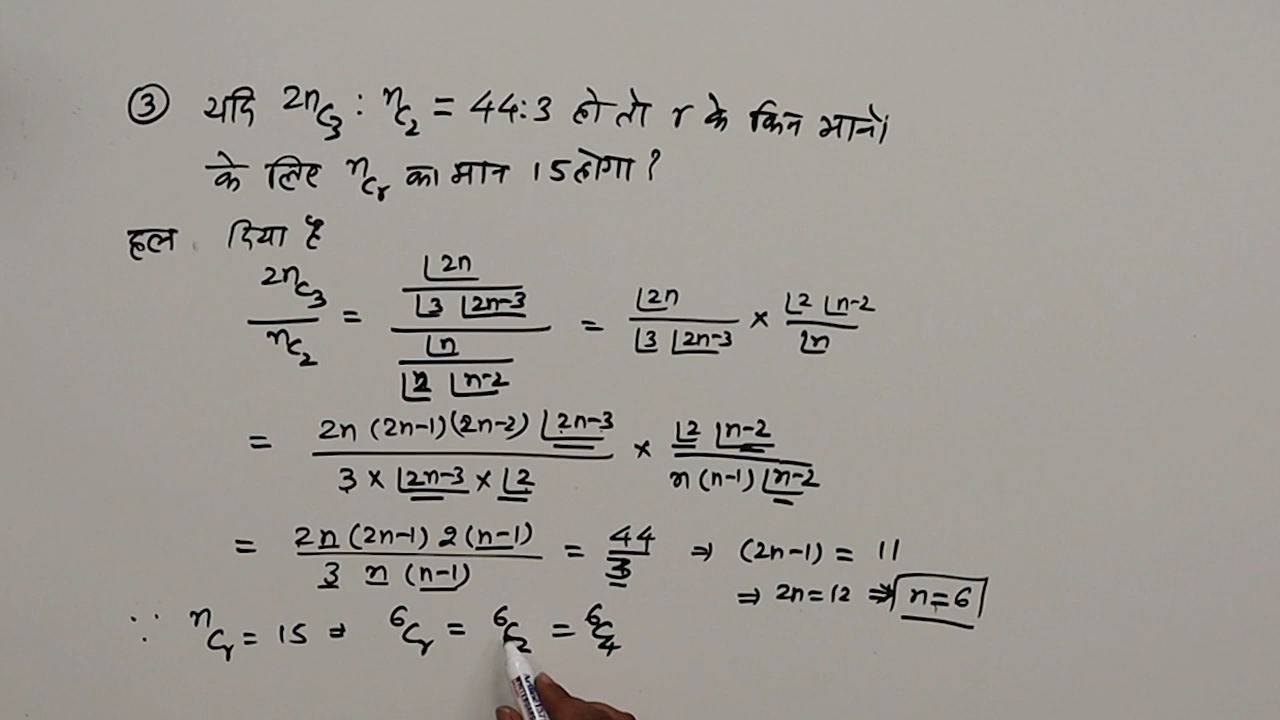 ③ यदि 2nC3 : nC2 = 44:3 हो तो r के किन मानों
के लिए nCr का मान 15 होगा ?
हल . दिया है
2nC3 / nC2 = (⌊2n / ⌊3 ⌊2n-3) / (⌊n / ⌊2 ⌊n-2) = ⌊2n / ⌊3 ⌊2n-3 × ⌊2 ⌊n-2 / ⌊n
= 2n (2n-1)(2n-2) ⌊2n-3 / 3 × ⌊2n-3 × ⌊2 × ⌊2 ⌊n-2 / n (n-1) ⌊n-2
= 2n (2n-1) 2(n-1) / 3 n (n-1) = 44 / 3 ⇒ (2n-1) = 11
⇒ 2n=12 ⇒ n=6
∵ nCr = 15 ⇒ 6Cr = 6C2 = 6C4